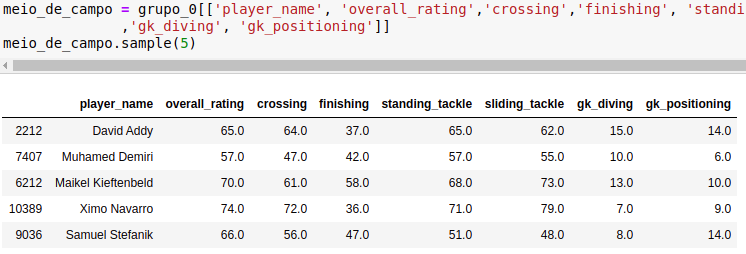 meio_de_campo = grupo_0[['player_name', 'overall_rating','crossing','finishing', 'standi
,'gk_diving', 'gk_positioning']]
meio_de_campo.sample(5)
player_name overall_rating crossing finishing standing_tackle sliding_tackle gk_diving gk_positioning
2212 David Addy 65.0 64.0 37.0 65.0 62.0 15.0 14.0
7407 Muhamed Demiri 57.0 47.0 42.0 57.0 55.0 10.0 6.0
6212 Maikel Kieftenbeld 70.0 61.0 58.0 68.0 73.0 13.0 10.0
10389 Ximo Navarro 74.0 72.0 36.0 71.0 79.0 7.0 9.0
9036 Samuel Stefanik 66.0 56.0 47.0 51.0 48.0 8.0 14.0